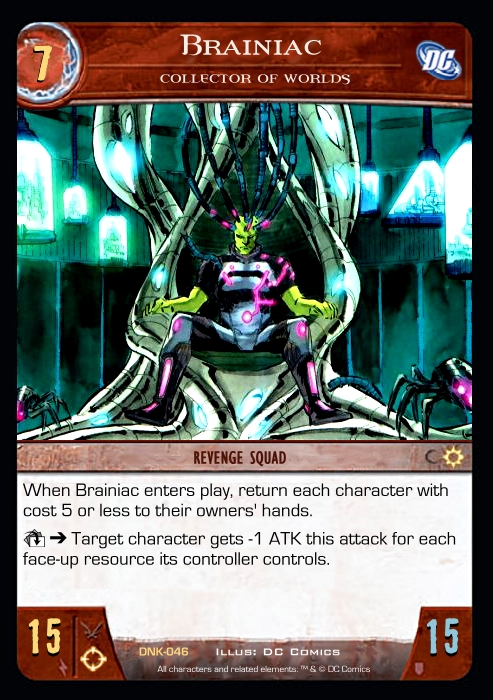 7
BRAINIAC
COLLECTOR OF WORLDS
DC
REVENGE SQUAD
When Brainiac enters play, return each character with
cost 5 or less to their owners' hands.
➔ Target character gets -1 ATK this attack for each
face-up resource its controller controls.
15
DNK-046 ILLUS: DC COMICS
All characters and related elements: ™ & © DC Comics
15